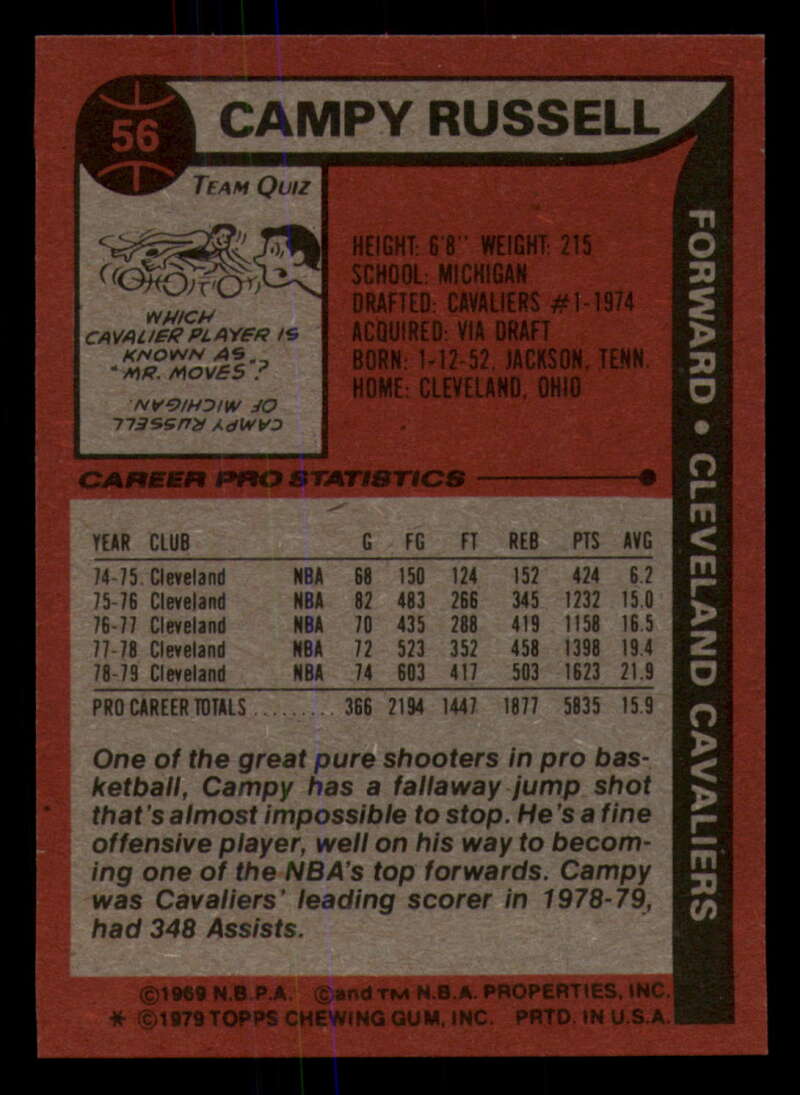 56
CAMPY RUSSELL
TEAM QUIZ
WHICH
CAVALIER PLAYER IS
KNOWN AS..
"MR. MOVES"?
CAMPY RUSSELL
OF MICHIGAN.
HEIGHT: 6'8" WEIGHT: 215
SCHOOL: MICHIGAN
DRAFTED: CAVALIERS #1-1974
ACQUIRED: VIA DRAFT
BORN: 1-12-52, JACKSON, TENN.
HOME: CLEVELAND, OHIO
FORWARD • CLEVELAND CAVALIERS
CAREER PRO STATISTICS
YEAR CLUB G FG FT REB PTS AVG
74-75. Cleveland NBA 68 150 124 152 424 6.2
75-76 Cleveland NBA 82 483 266 345 1232 15.0
76-77 Cleveland NBA 70 435 288 419 1158 16.5
77-78 Cleveland NBA 72 523 352 458 1398 19.4
78-79 Cleveland NBA 74 603 417 503 1623 21.9
PRO CAREER TOTALS ......... 366 2194 1447 1877 5835 15.9
One of the great pure shooters in pro bas-
ketball, Campy has a fallaway jump shot
that's almost impossible to stop. He's a fine
offensive player, well on his way to becom-
ing one of the NBA's top forwards. Campy
was Cavaliers' leading scorer in 1978-79,
had 348 Assists.
©1969 N.B.P.A. © and TM N.B.A. PROPERTIES, INC.
* ©1979 TOPPS CHEWING GUM, INC. PRTD. IN U.S.A.